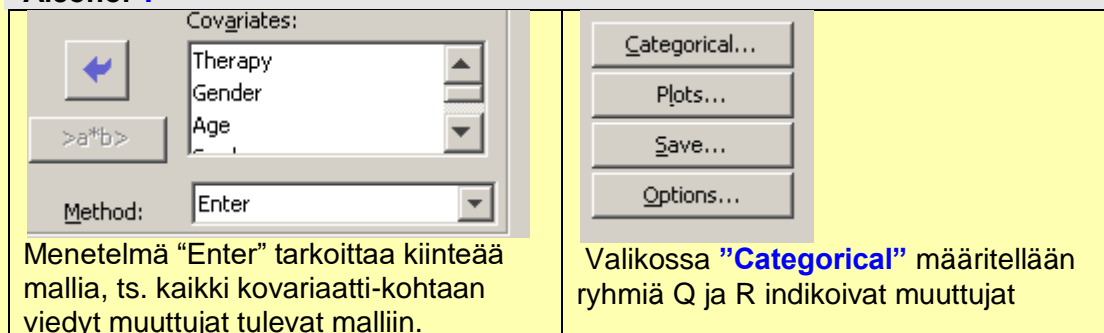 Covariates:
Therapy
Gender
Age
>a*b>
Method:
Enter
Menetelmä “Enter” tarkoittaa kiinteää
mallia, ts. kaikki kovariaatti-kohtaan
viedyt muuttujat tulevat malliin.
Categorical...
Plots...
Save...
Options...
Valikossa ”Categorical” määritellään
ryhmiä Q ja R indikoivat muuttujat